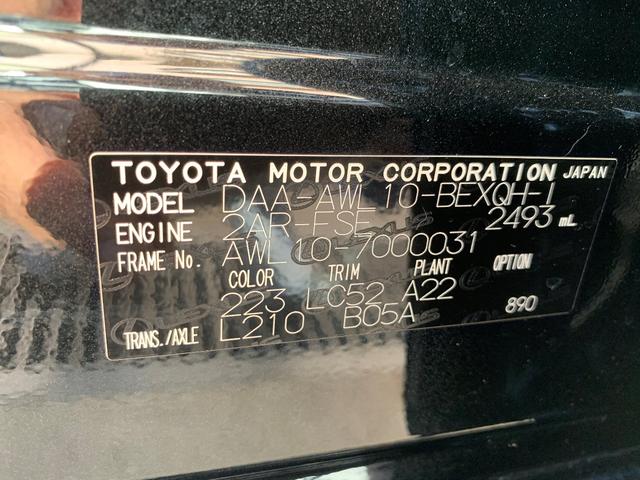 TOYOTA MOTOR CORPORATION JAPAN
MODEL DAA-AWL10-BEXQH-I
ENGINE 2AR-FSE 2493 mL
FRAME No. AWL10-7000031
COLOR TRIM PLANT OPTION
223 LC52 A22
TRANS./AXLE L210 B05A 890